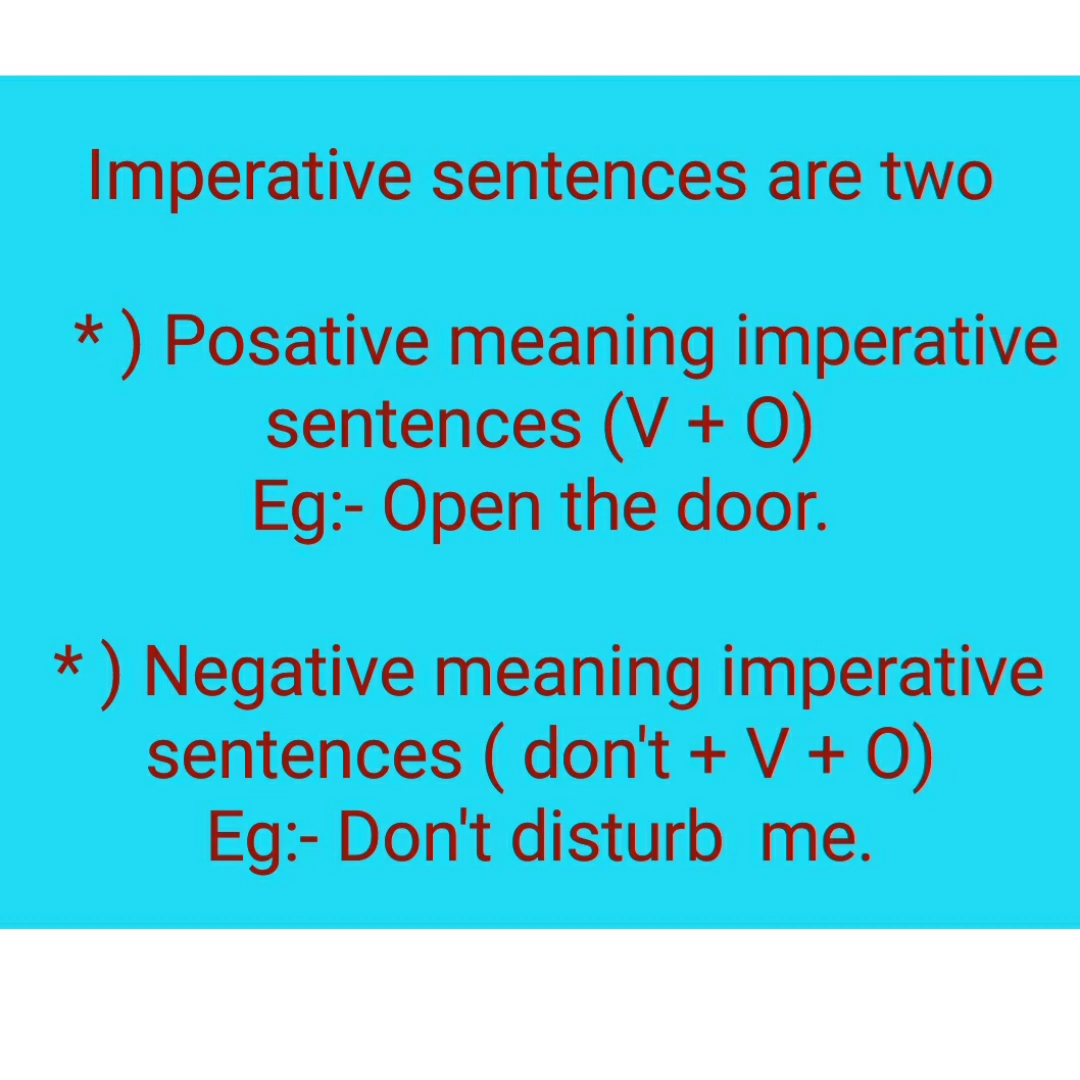 Imperative sentences are two
* ) Posative meaning imperative
sentences (V + O)
Eg:- Open the door.
* ) Negative meaning imperative
sentences ( don't + V + O)
Eg:- Don't disturb  me.